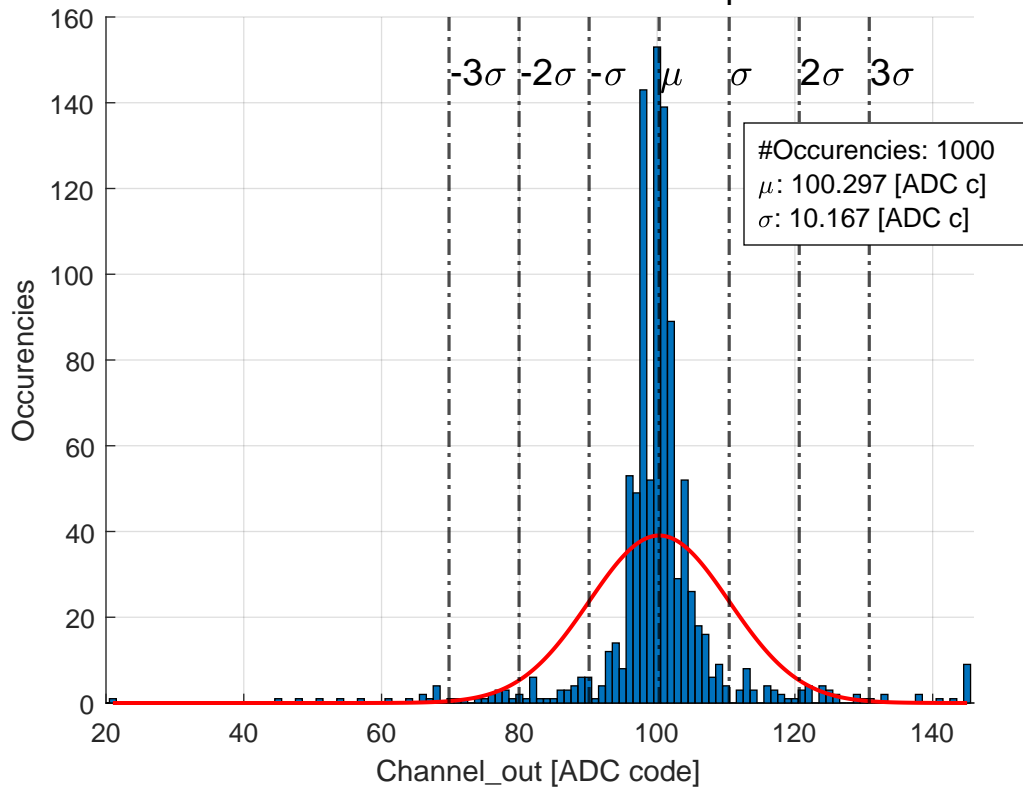 160
140
120
100
80
60
40
20
0
Occurencies
-3σ -2σ -σ μ σ 2σ 3σ
#Occurencies: 1000
μ: 100.297 [ADC c]
σ: 10.167 [ADC c]
20 40 60 80 100 120 140
Channel_out [ADC code]